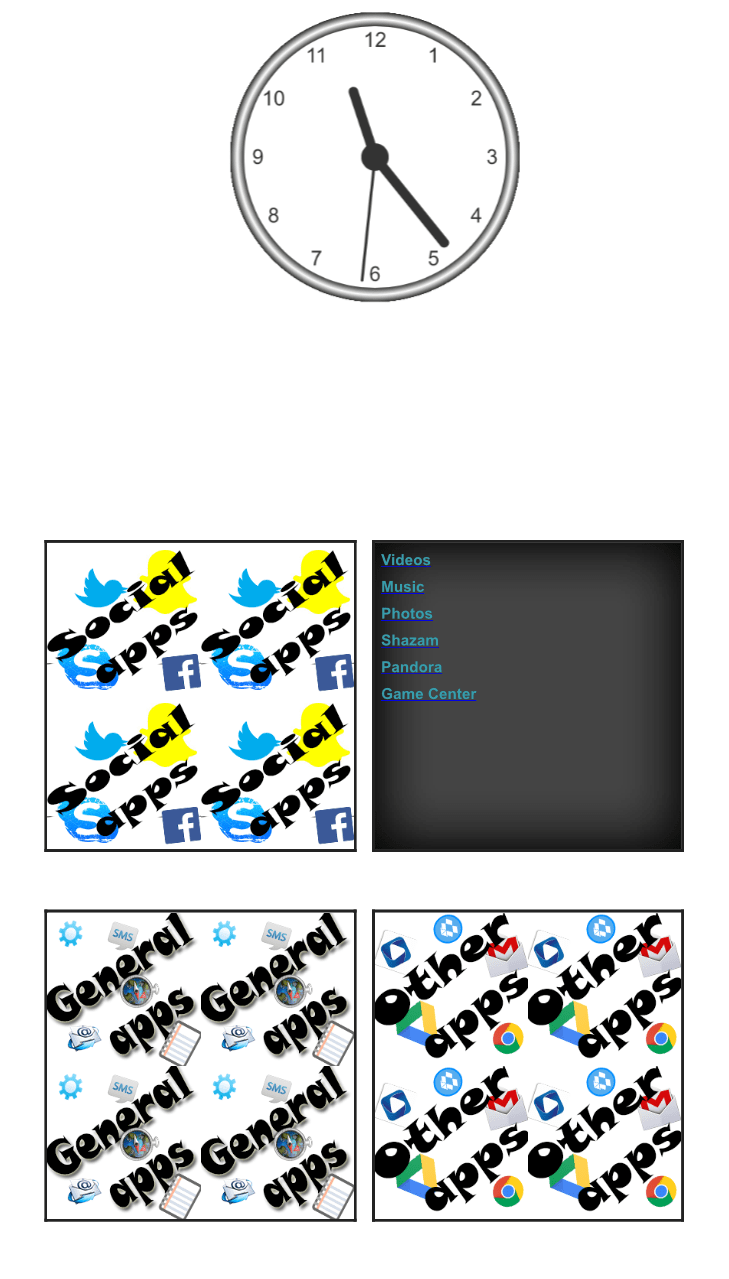 12
11 1
10 2
9 3
8 4
7 5
6
Social apps Social apps
Social apps Social apps
Videos
Music
Photos
Shazam
Pandora
Game Center
SMS SMS
General apps General apps
SMS SMS
General apps General apps
Other apps Other apps
Other apps Other apps